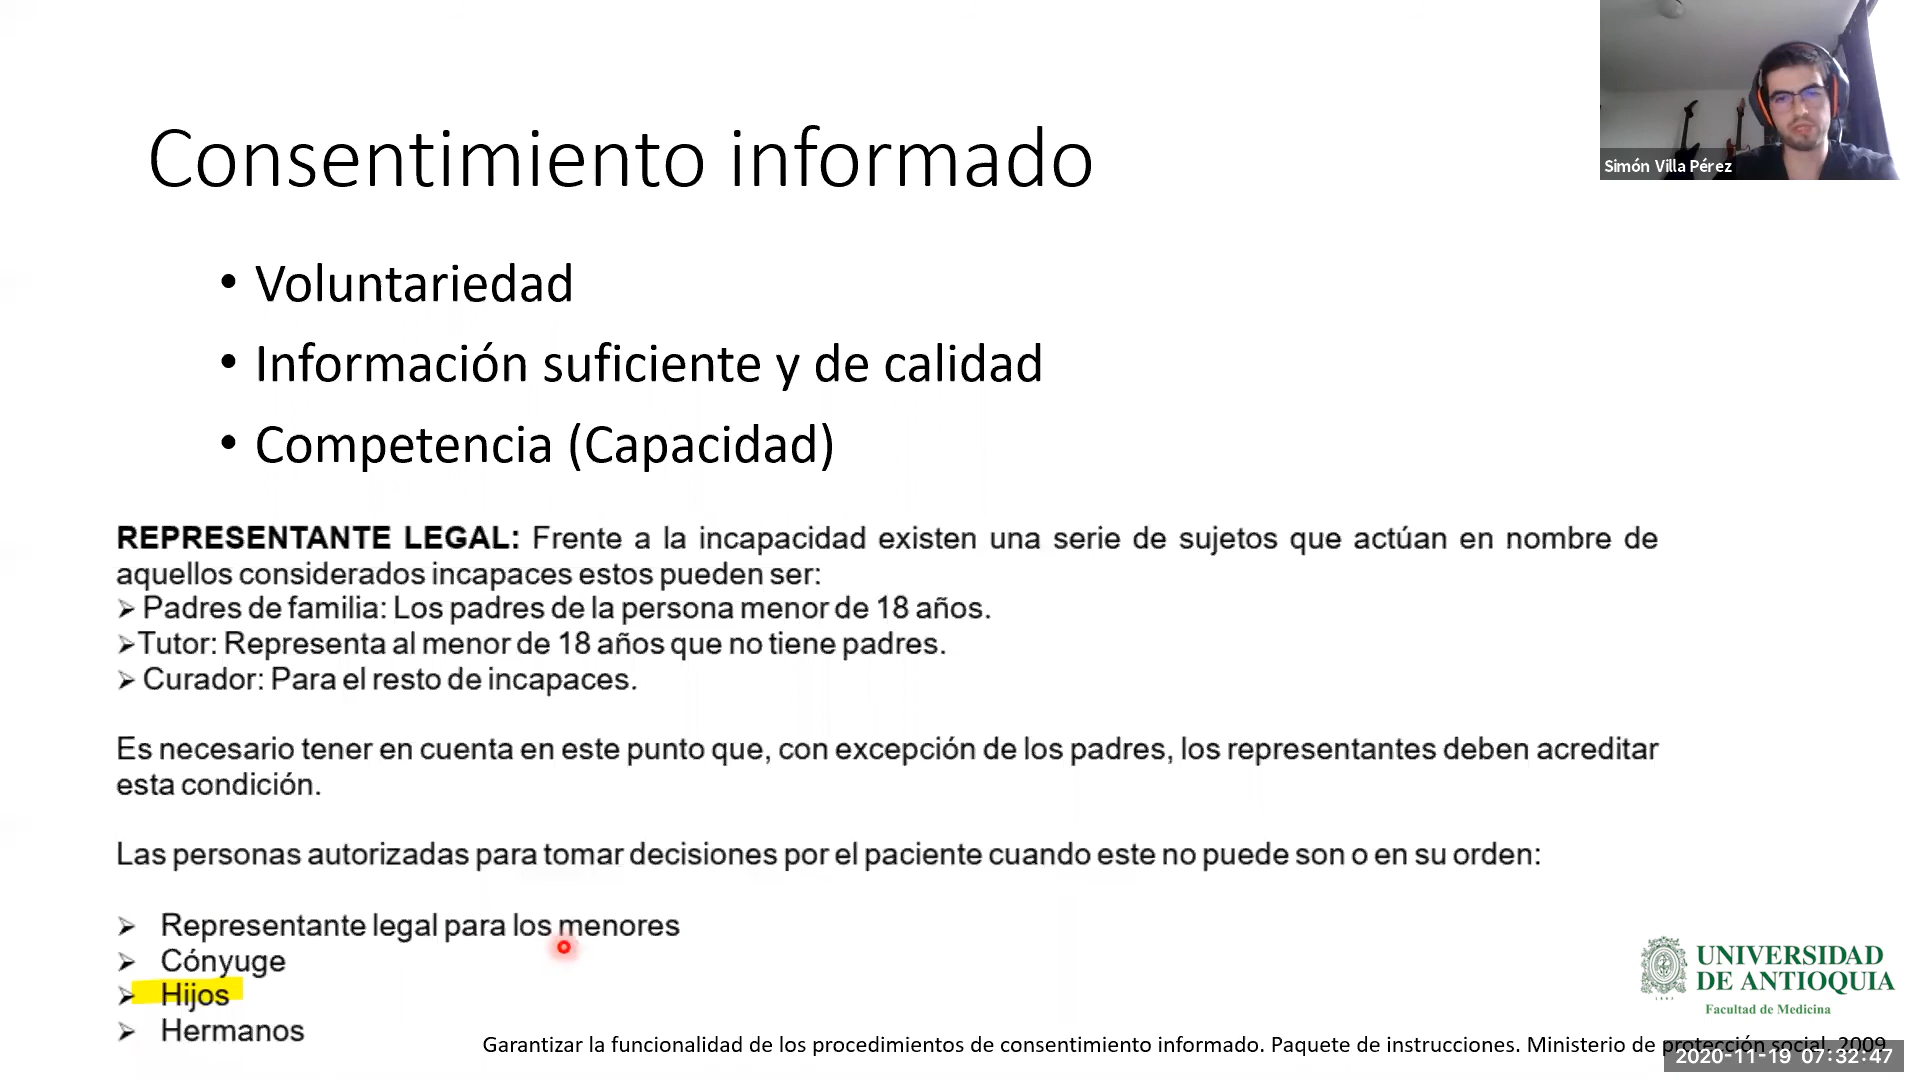 Consentimiento informado
Simón Villa Pérez
• Voluntariedad
• Información suficiente y de calidad
• Competencia (Capacidad)
REPRESENTANTE LEGAL: Frente a la incapacidad existen una serie de sujetos que actúan en nombre de
aquellos considerados incapaces estos pueden ser:
➢ Padres de familia: Los padres de la persona menor de 18 años.
➢Tutor: Representa al menor de 18 años que no tiene padres.
➢ Curador: Para el resto de incapaces.
Es necesario tener en cuenta en este punto que, con excepción de los padres, los representantes deben acreditar
esta condición.
Las personas autorizadas para tomar decisiones por el paciente cuando este no puede son o en su orden:
➢ Representante legal para los menores
➢ Cónyuge
➢ Hijos
➢ Hermanos
UNIVERSIDAD
DE ANTIOQUIA
1803
Facultad de Medicina
Garantizar la funcionalidad de los procedimientos de consentimiento informado. Paquete de instrucciones. Ministerio de protección social, 2009
2020-11-19 07:32:47